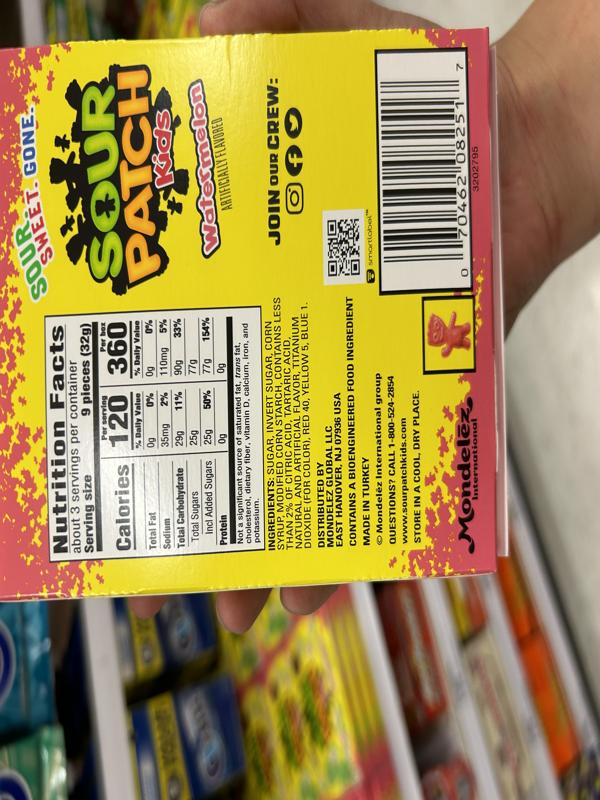 SOUR.
SWEET. GONE.
SOUR
PATCH
Kids
Watermelon
ARTIFICIALLY FLAVORED
JOIN OUR CREW:
smartlabel™
0 70462 08251 7
3202795
Nutrition Facts
about 3 servings per container
Serving size 9 pieces (32g)
Per serving Per box
Calories 120 360
% Daily Value % Daily Value
Total Fat 0g 0% 0g 0%
Sodium 35mg 2% 110mg 5%
Total Carbohydrate 29g 11% 90g 33%
Total Sugars 25g 77g
Incl Added Sugars 25g 50% 77g 154%
Protein 0g 0g
Not a significant source of saturated fat, trans fat,
cholesterol, dietary fiber, vitamin D, calcium, iron, and
potassium.
INGREDIENTS: SUGAR, INVERT SUGAR, CORN
SYRUP, MODIFIED CORN STARCH, CONTAINS LESS
THAN 2% OF CITRIC ACID, TARTARIC ACID,
NATURAL AND ARTIFICIAL FLAVOR, TITANIUM
DIOXIDE (FOR COLOR), RED 40, YELLOW 5, BLUE 1.
DISTRIBUTED BY
MONDELĒZ GLOBAL LLC
EAST HANOVER, NJ 07936 USA
CONTAINS A BIOENGINEERED FOOD INGREDIENT
MADE IN TURKEY
© Mondelēz International group
QUESTIONS? CALL 1-800-524-2854
www.sourpatchkids.com
STORE IN A COOL, DRY PLACE.
Mondelēz
International